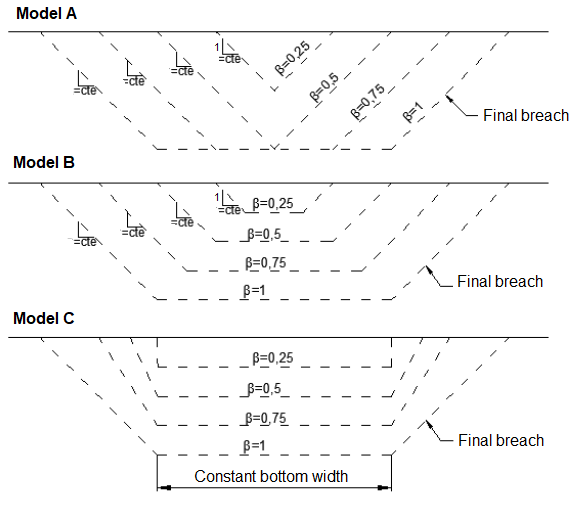 Model A
1
=cte
=cte
=cte
=cte
β=0,25
β=0,5
β=0,75
β=1
Final breach
Model B
1
=cte
=cte
=cte
=cte
β=0,25
β=0,5
β=0,75
β=1
Final breach
Model C
β=0,25
β=0,5
β=0,75
β=1
Final breach
Constant bottom width